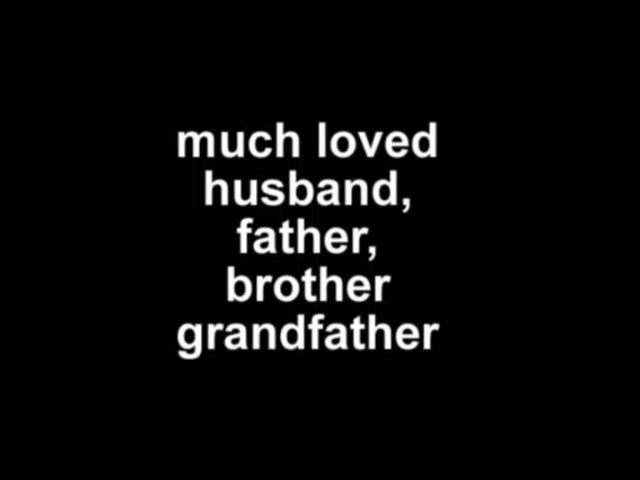 much loved
husband,
father,
brother
grandfather